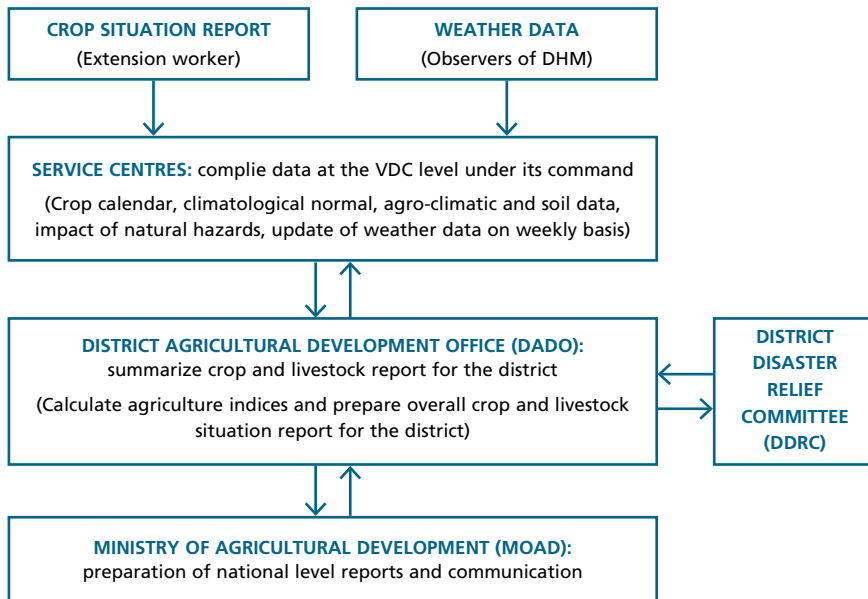 CROP SITUATION REPORT
(Extension worker)
WEATHER DATA
(Observers of DHM)
SERVICE CENTRES: complie data at the VDC level under its command
(Crop calendar, climatological normal, agro-climatic and soil data,
impact of natural hazards, update of weather data on weekly basis)
DISTRICT AGRICULTURAL DEVELOPMENT OFFICE (DADO):
summarize crop and livestock report for the district
(Calculate agriculture indices and prepare overall crop and livestock
situation report for the district)
DISTRICT
DISASTER
RELIEF
COMMITTEE
(DDRC)
MINISTRY OF AGRICULTURAL DEVELOPMENT (MOAD):
preparation of national level reports and communication